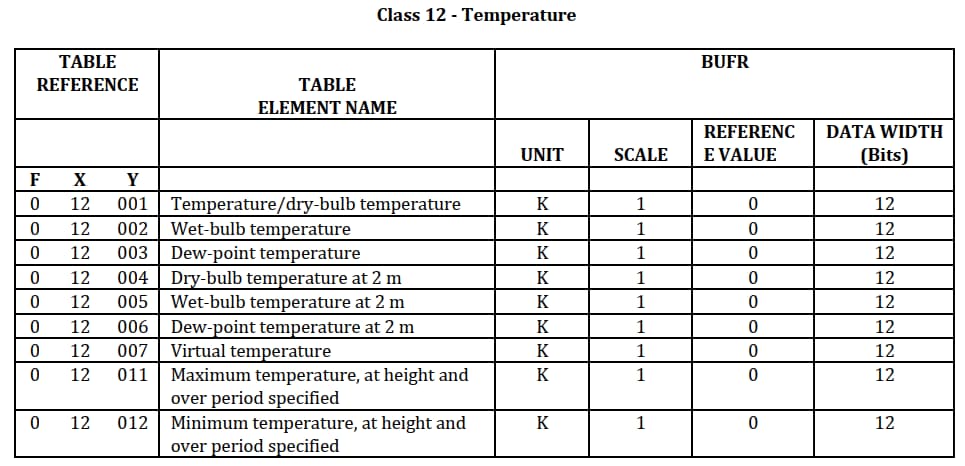 Class 12 - Temperature
TABLE REFERENCE
TABLE ELEMENT NAME
BUFR
UNIT SCALE REFERENC E VALUE DATA WIDTH (Bits)
F X Y
0 12 001 Temperature/dry-bulb temperature K 1 0 12
0 12 002 Wet-bulb temperature K 1 0 12
0 12 003 Dew-point temperature K 1 0 12
0 12 004 Dry-bulb temperature at 2 m K 1 0 12
0 12 005 Wet-bulb temperature at 2 m K 1 0 12
0 12 006 Dew-point temperature at 2 m K 1 0 12
0 12 007 Virtual temperature K 1 0 12
0 12 011 Maximum temperature, at height and K 1 0 12
over period specified
0 12 012 Minimum temperature, at height and K 1 0 12
over period specified